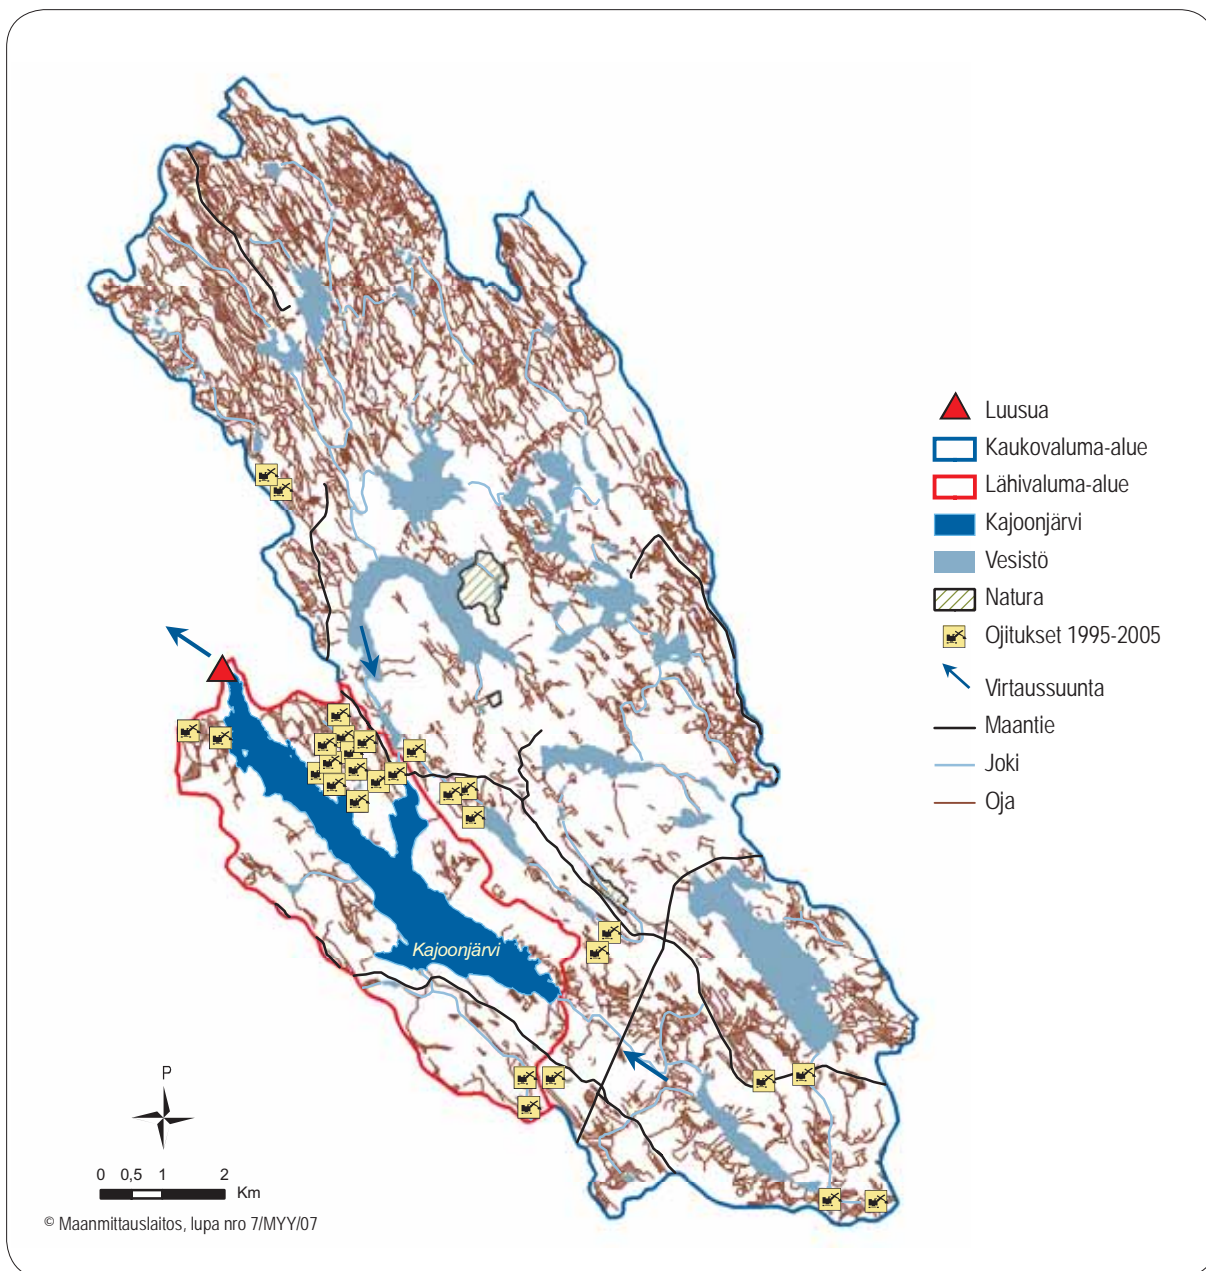 Luusua
Kaukovaluma-alue
Lähivaluma-alue
Kajoonjärvi
Vesistö
Natura
Ojitukset 1995-2005
Virtaussuunta
Maantie
Joki
Oja
Kajoonjärvi
P
0 0,5 1 2
Km
© Maanmittauslaitos, lupa nro 7/MYY/07